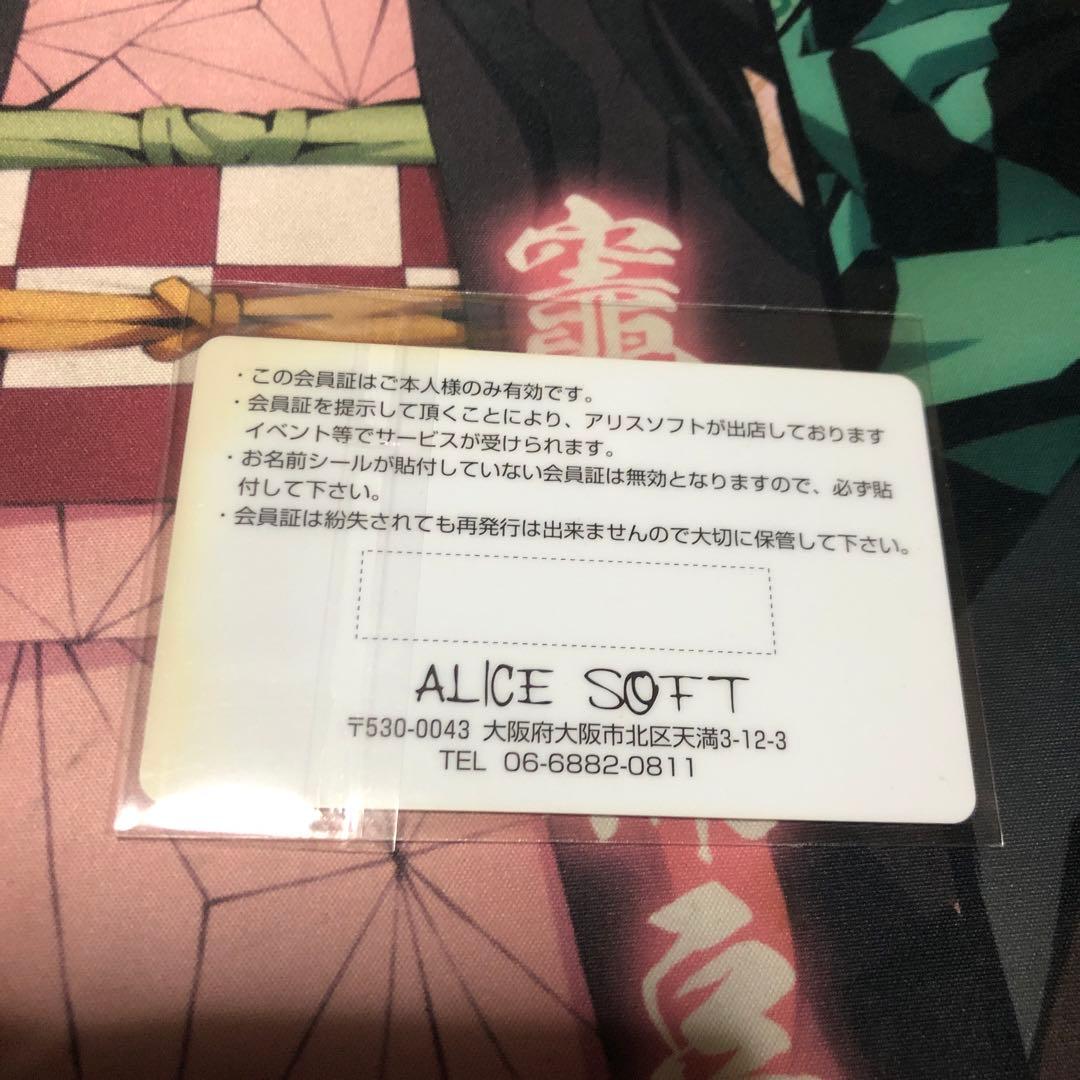 竈
・この会員証はご本人様のみ有効です。
・会員証を提示して頂くことにより、アリスソフトが出店しております
イベント等でサービスが受けられます。
・お名前シールが貼付していない会員証は無効となりますので、必ず貼
付して下さい。
・会員証は紛失されても再発行は出来ませんので大切に保管して下さい。
ALICE SOFT
〒530-0043 大阪府大阪市北区天満3-12-3
TEL 06-6882-0811